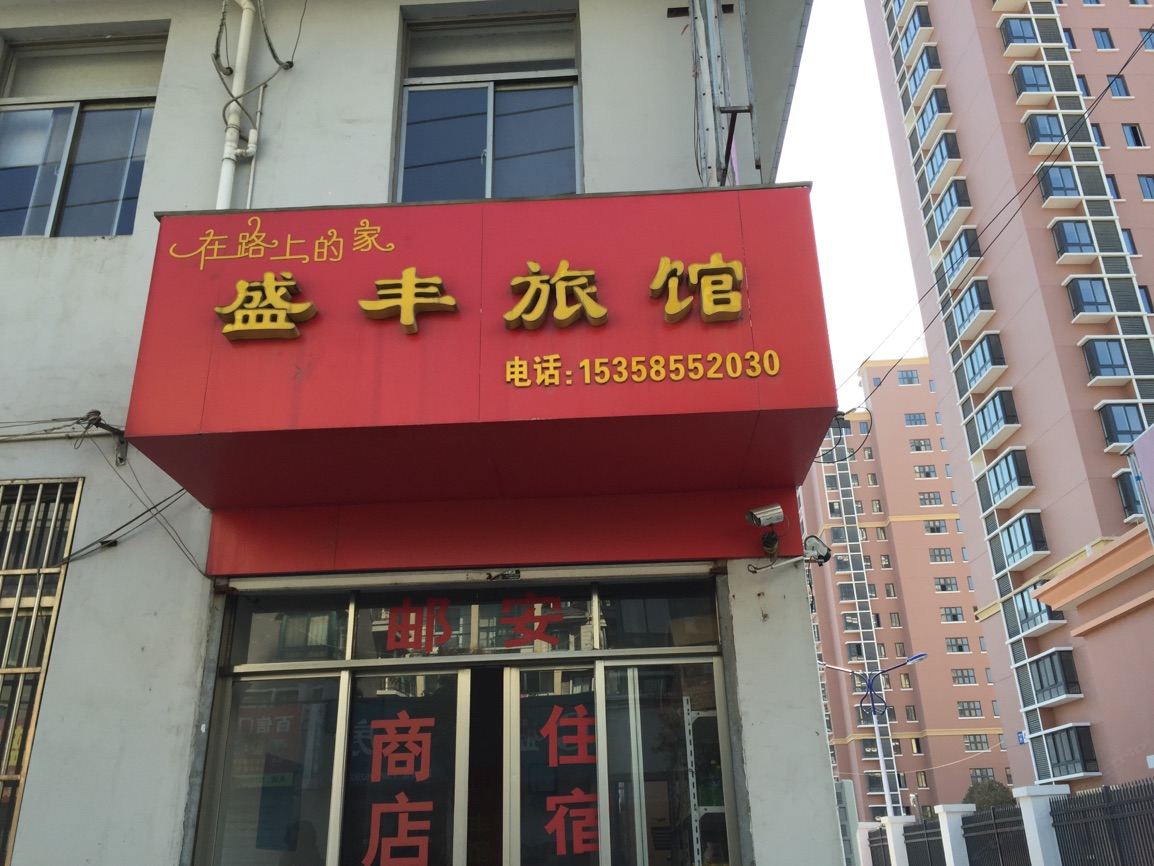 在路上的家
盛丰旅馆
电话:15358552030
邮安
商店
住宿